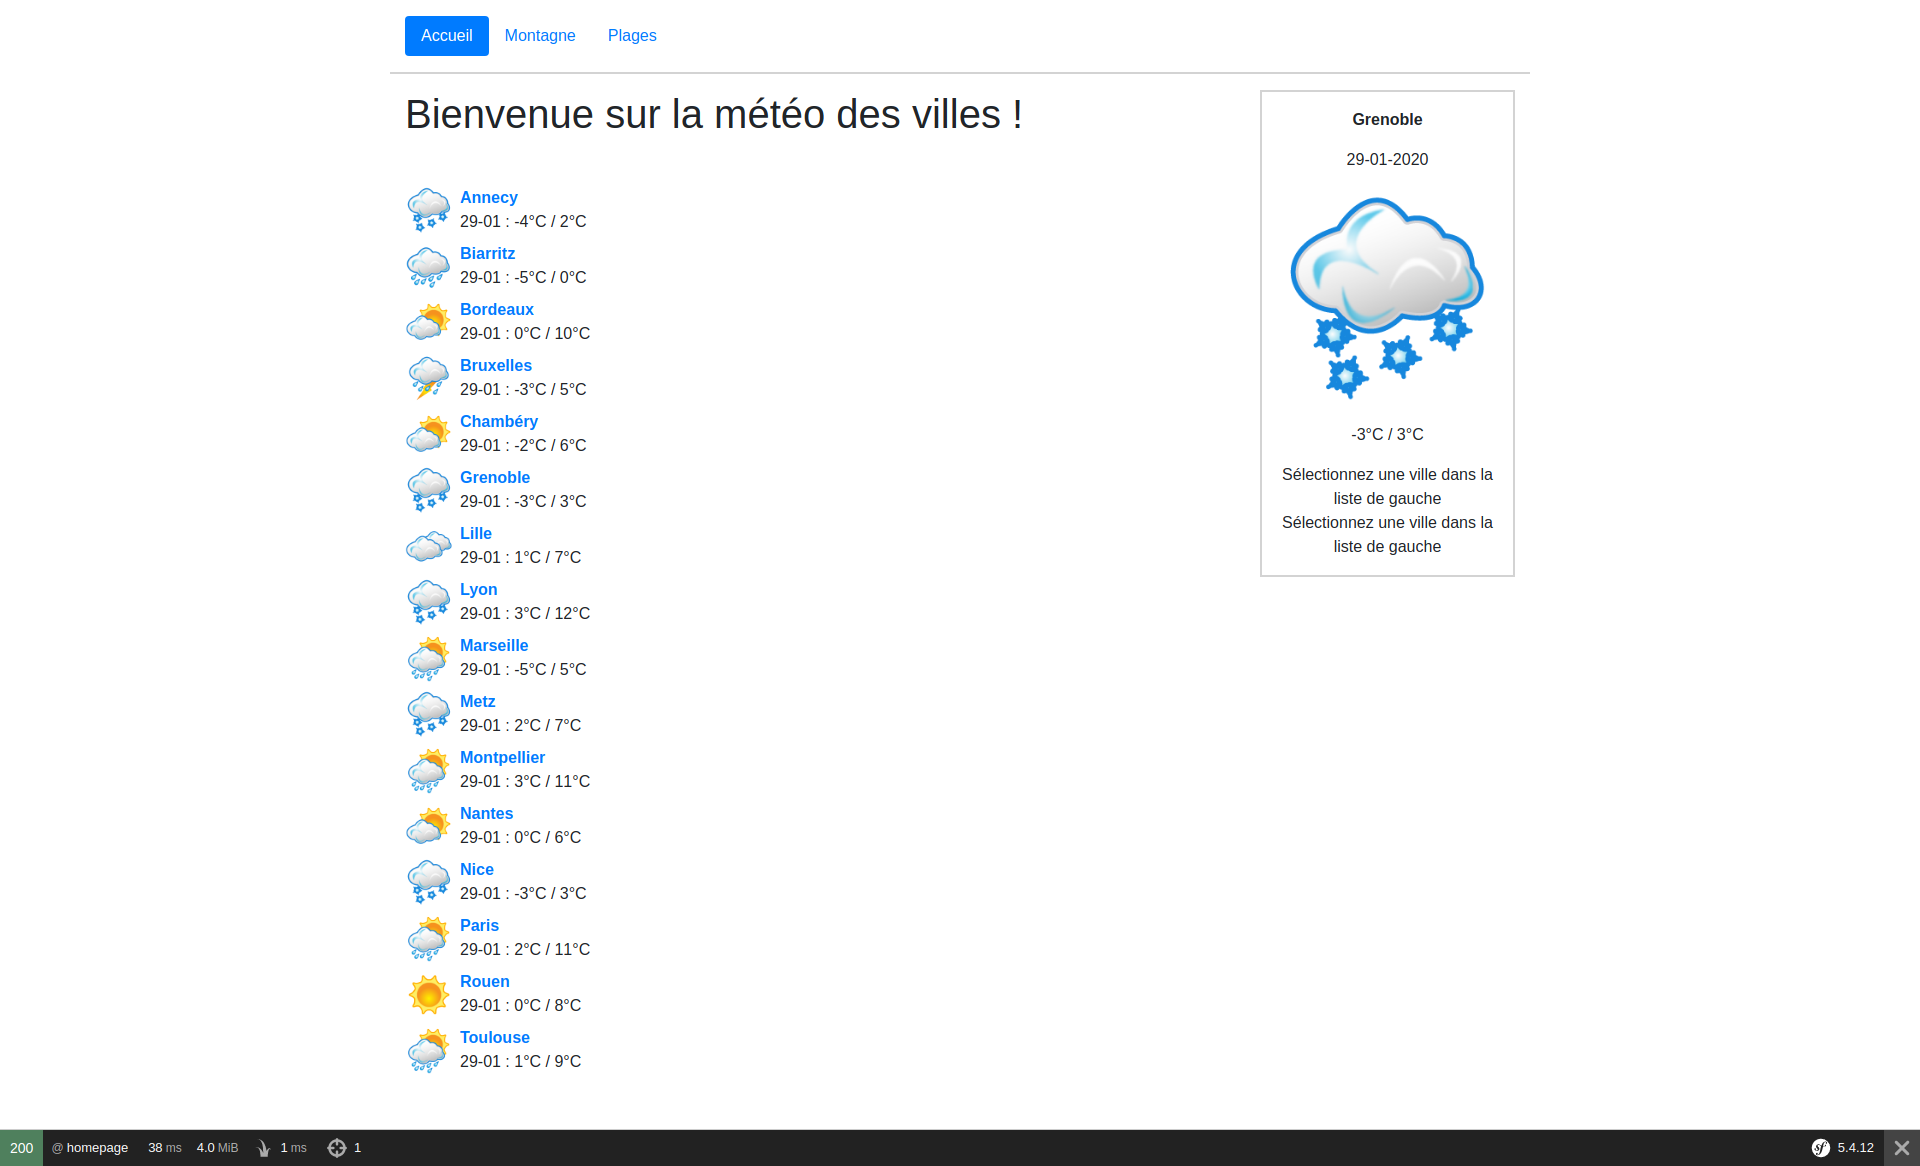 Accueil Montagne Plages
Bienvenue sur la météo des villes !
Annecy
29-01 : -4°C / 2°C
Biarritz
29-01 : -5°C / 0°C
Bordeaux
29-01 : 0°C / 10°C
Bruxelles
29-01 : -3°C / 5°C
Chambéry
29-01 : -2°C / 6°C
Grenoble
29-01 : -3°C / 3°C
Lille
29-01 : 1°C / 7°C
Lyon
29-01 : 3°C / 12°C
Marseille
29-01 : -5°C / 5°C
Metz
29-01 : 2°C / 7°C
Montpellier
29-01 : 3°C / 11°C
Nantes
29-01 : 0°C / 6°C
Nice
29-01 : -3°C / 3°C
Paris
29-01 : 2°C / 11°C
Rouen
29-01 : 0°C / 8°C
Toulouse
29-01 : 1°C / 9°C
Grenoble
29-01-2020
-3°C / 3°C
Sélectionnez une ville dans la
liste de gauche
Sélectionnez une ville dans la
liste de gauche
200 @ homepage 38 ms 4.0 MiB 1 ms 1 sf 5.4.12